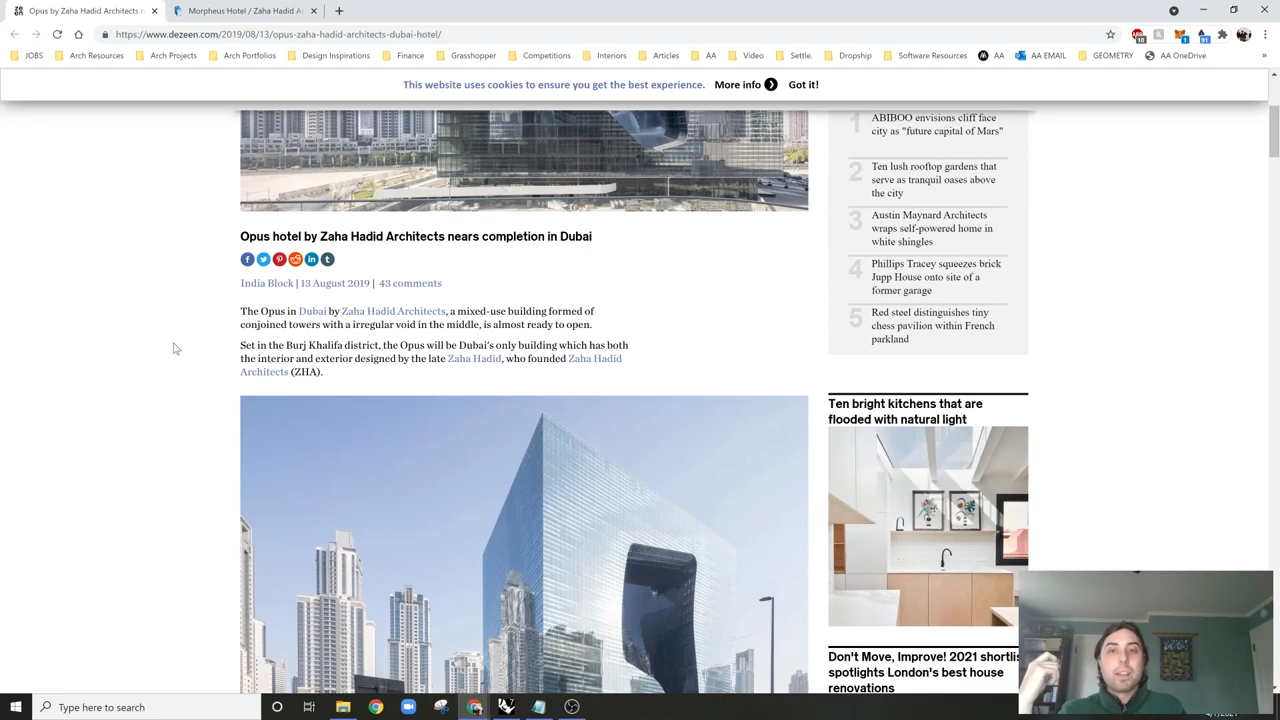 Opus by Zaha Hadid Architects n
Morpheus Hotel / Zaha Hadid A
https://www.dezeen.com/2019/08/13/opus-zaha-hadid-architects-dubai-hotel/
10
1
91
JOBS
Arch Resources
Arch Projects
Arch Portfolios
Design Inspirations
Finance
Grasshopper
Competitions
Interiors
Articles
AA
Video
Settle.
Dropship
Software Resources
AA
AA EMAIL
GEOMETRY
AA OneDrive
»
This website uses cookies to ensure you get the best experience. More info Got it!
Opus hotel by Zaha Hadid Architects nears completion in Dubai
India Block | 13 August 2019 | 43 comments
The Opus in Dubai by Zaha Hadid Architects, a mixed-use building formed of
conjoined towers with a irregular void in the middle, is almost ready to open.
Set in the Burj Khalifa district, the Opus will be Dubai's only building which has both
the interior and exterior designed by the late Zaha Hadid, who founded Zaha Hadid
Architects (ZHA).
1 ABIBOO envisions cliff face
city as "future capital of Mars"
2 Ten lush rooftop gardens that
serve as tranquil oases above
the city
3 Austin Maynard Architects
wraps self-powered home in
white shingles
4 Phillips Tracey squeezes brick
Jupp House onto site of a
former garage
5 Red steel distinguishes tiny
chess pavilion within French
parkland
Ten bright kitchens that are
flooded with natural light
Don't Move, Improve! 2021 shortlis
spotlights London's best house
renovations
Type here to search